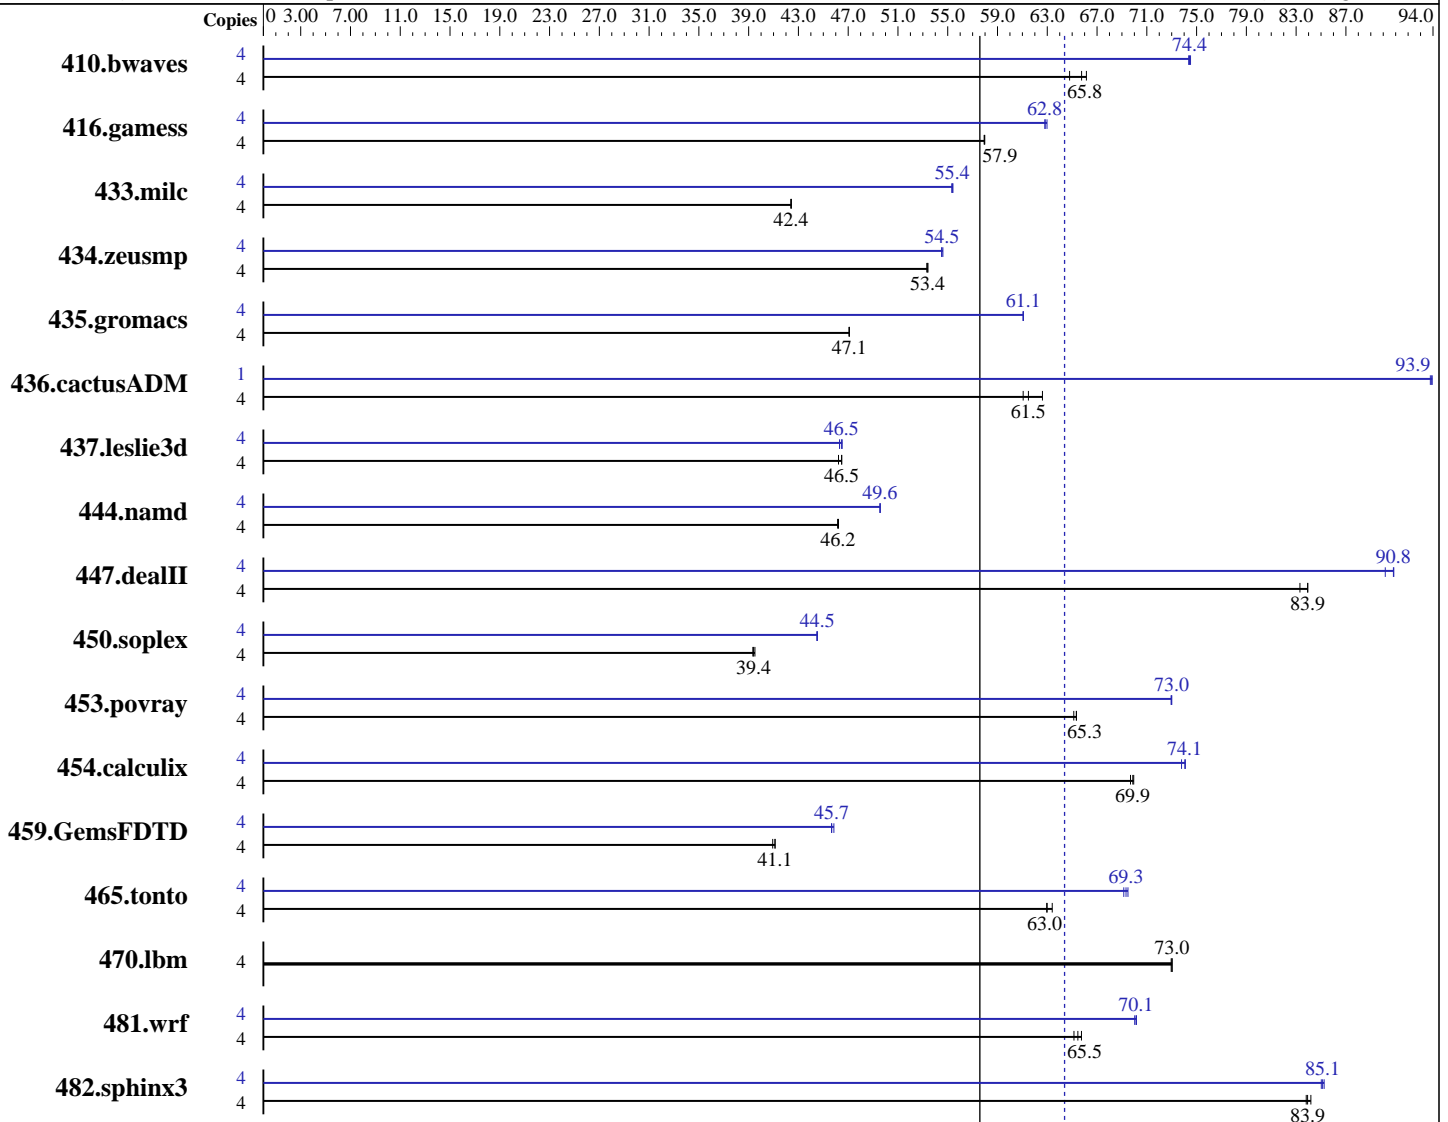 Copies 0 3.00 7.00 11.0 15.0 19.0 23.0 27.0 31.0 35.0 39.0 43.0 47.0 51.0 55.0 59.0 63.0 67.0 71.0 75.0 79.0 83.0 87.0 94.0
410.bwaves 4 74.4
4 65.8
416.gamess 4 62.8
4 57.9
433.milc 4 55.4
4 42.4
434.zeusmp 4 54.5
4 53.4
435.gromacs 4 61.1
4 47.1
436.cactusADM 1 93.9
4 61.5
437.leslie3d 4 46.5
4 46.5
444.namd 4 49.6
4 46.2
447.dealII 4 90.8
4 83.9
450.soplex 4 44.5
4 39.4
453.povray 4 73.0
4 65.3
454.calculix 4 74.1
4 69.9
459.GemsFDTD 4 45.7
4 41.1
465.tonto 4 69.3
4 63.0
470.lbm 4 73.0
481.wrf 4 70.1
4 65.5
482.sphinx3 4 85.1
4 83.9